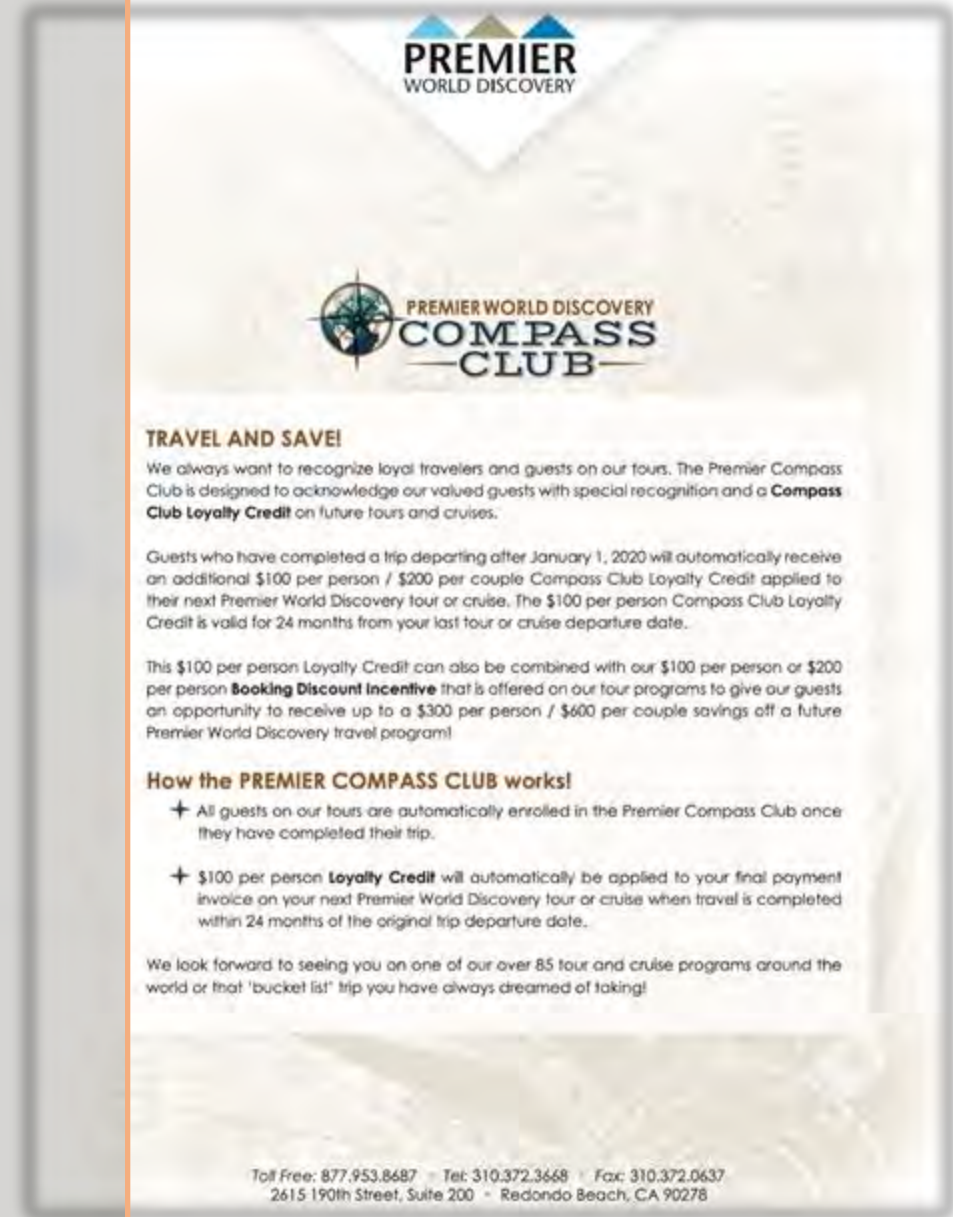 PREMIER
WORLD DISCOVERY
PREMIER WORLD DISCOVERY
COMPASS
CLUB
TRAVEL AND SAVE!
We always want to recognize loyal travelers and guests on our tours. The Premier Compass
Club is designed to acknowledge our valued guests with special recognition and a Compass
Club Loyalty Credit on future tours and cruises.
Guests who have completed a trip departing after January 1, 2020 will automatically receive
an additional $100 per person / $200 per couple Compass Club Loyalty Credit applied to
their next Premier World Discovery tour or cruise. The $100 per person Compass Club Loyalty
Credit is valid for 24 months from your last tour or cruise departure date.
This $100 per person Loyalty Credit can also be combined with our $100 per person or $200
per person Booking Discount Incentive that is offered on our tour programs to give our guests
an opportunity to receive up to a $300 per person / $600 per couple savings off a future
Premier World Discovery travel program!
How the PREMIER COMPASS CLUB works!
All guests on our tours are automatically enrolled in the Premier Compass Club once
they have completed their trip.
$100 per person Loyalty Credit will automatically be applied to your final payment
invoice on your next Premier World Discovery tour or cruise when travel is completed
within 24 months of the original trip departure date.
We look forward to seeing you on one of our over 85 tour and cruise programs around the
world or that 'bucket list' trip you have always dreamed of taking!
Toll Free: 877.953.8687 · Tel: 310.372.3668 · Fax: 310.372.0637
2615 190th Street, Suite 200 · Redondo Beach, CA 90278